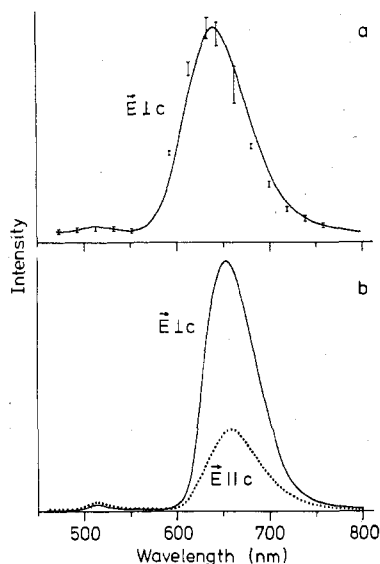 a
E⃗⊥c
Intensity
b
E⃗⊥c
E⃗∥c
500 600 700 800
Wavelength (nm)